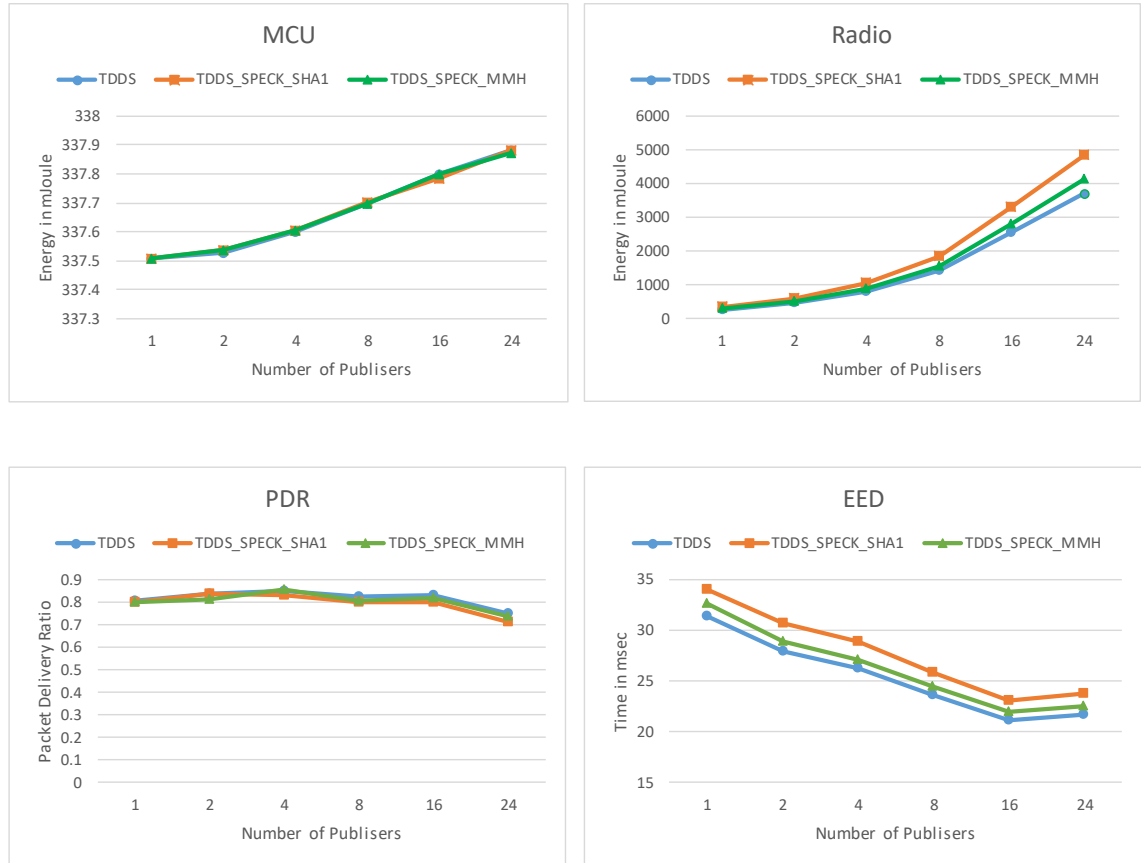 MCU
TDDS TDDS_SPECK_SHA1 TDDS_SPECK_MMH
Energy in mJoule
338
337.9
337.8
337.7
337.6
337.5
337.4
337.3
1 2 4 8 16 24
Number of Publisers
Radio
TDDS TDDS_SPECK_SHA1 TDDS_SPECK_MMH
Energy in mJoule
6000
5000
4000
3000
2000
1000
0
1 2 4 8 16 24
Number of Publisers
PDR
TDDS TDDS_SPECK_SHA1 TDDS_SPECK_MMH
Packet Delivery Ratio
0.9
0.8
0.7
0.6
0.5
0.4
0.3
0.2
0.1
0
1 2 4 8 16 24
Number of Publisers
EED
TDDS TDDS_SPECK_SHA1 TDDS_SPECK_MMH
Time in msec
35
30
25
20
15
1 2 4 8 16 24
Number of Publisers